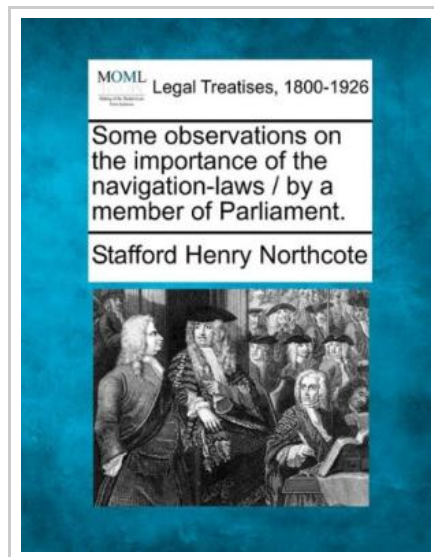 MOML
Legal Treatises, 1800-1926
Some observations on
the importance of the
navigation-laws / by a
member of Parliament.
Stafford Henry Northcote